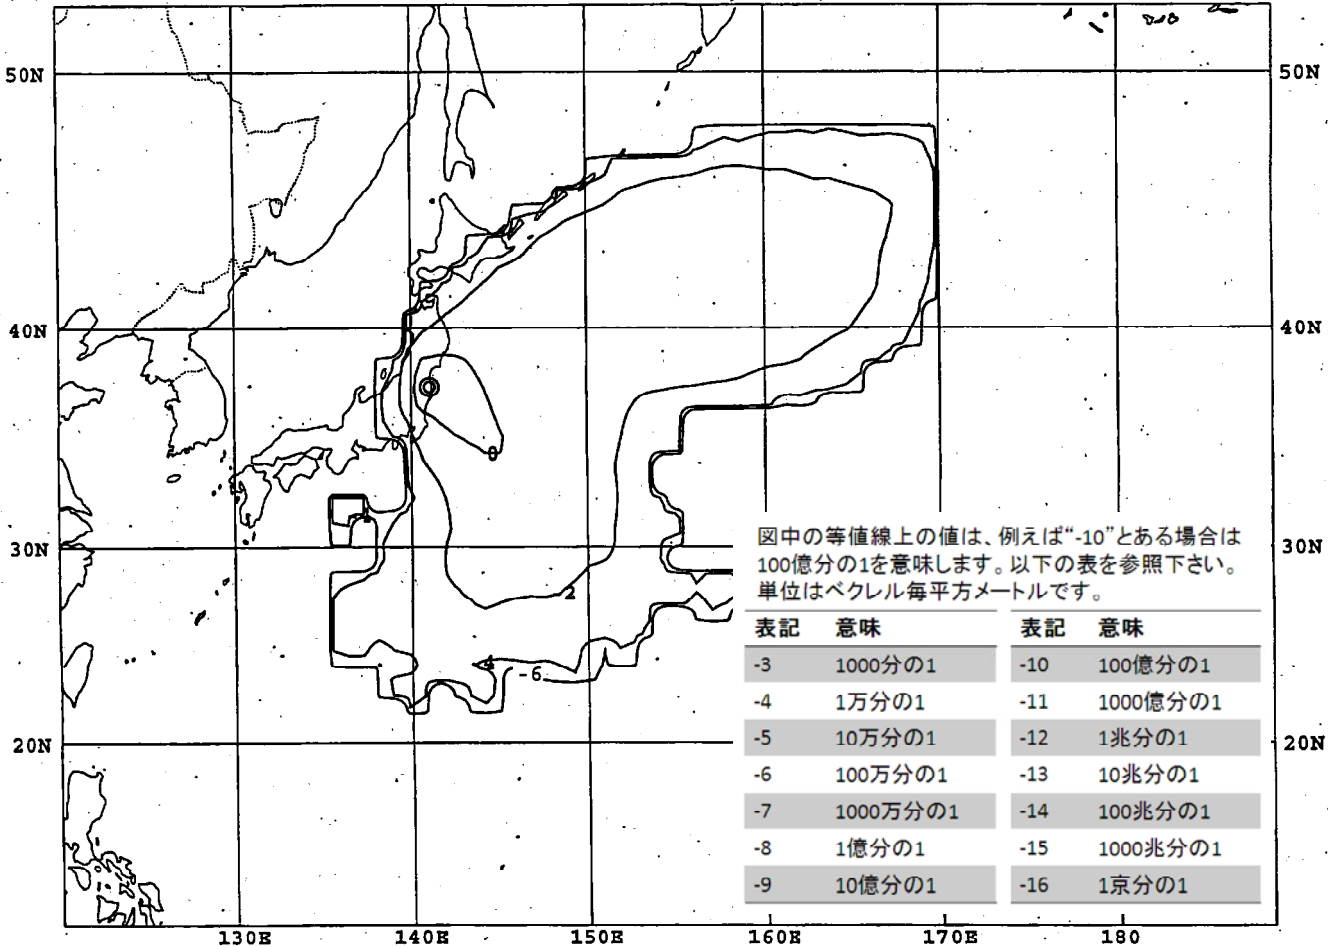 50N
50N
40N
40N
0
2
4
-6
図中の等値線上の値は、例えば“-10”とある場合は
100億分の1を意味します。以下の表を参照下さい。
単位はベクレル毎平方メートルです。
30N
30N
表記 意味 表記 意味
-3 1000分の1 -10 100億分の1
-4 1万分の1 -11 1000億分の1
-5 10万分の1 -12 1兆分の1
20N
20N
-6 100万分の1 -13 10兆分の1
-7 1000万分の1 -14 100兆分の1
-8 1億分の1 -15 1000兆分の1
-9 10億分の1 -16 1京分の1
130E 140E 150E 160E 170E 180